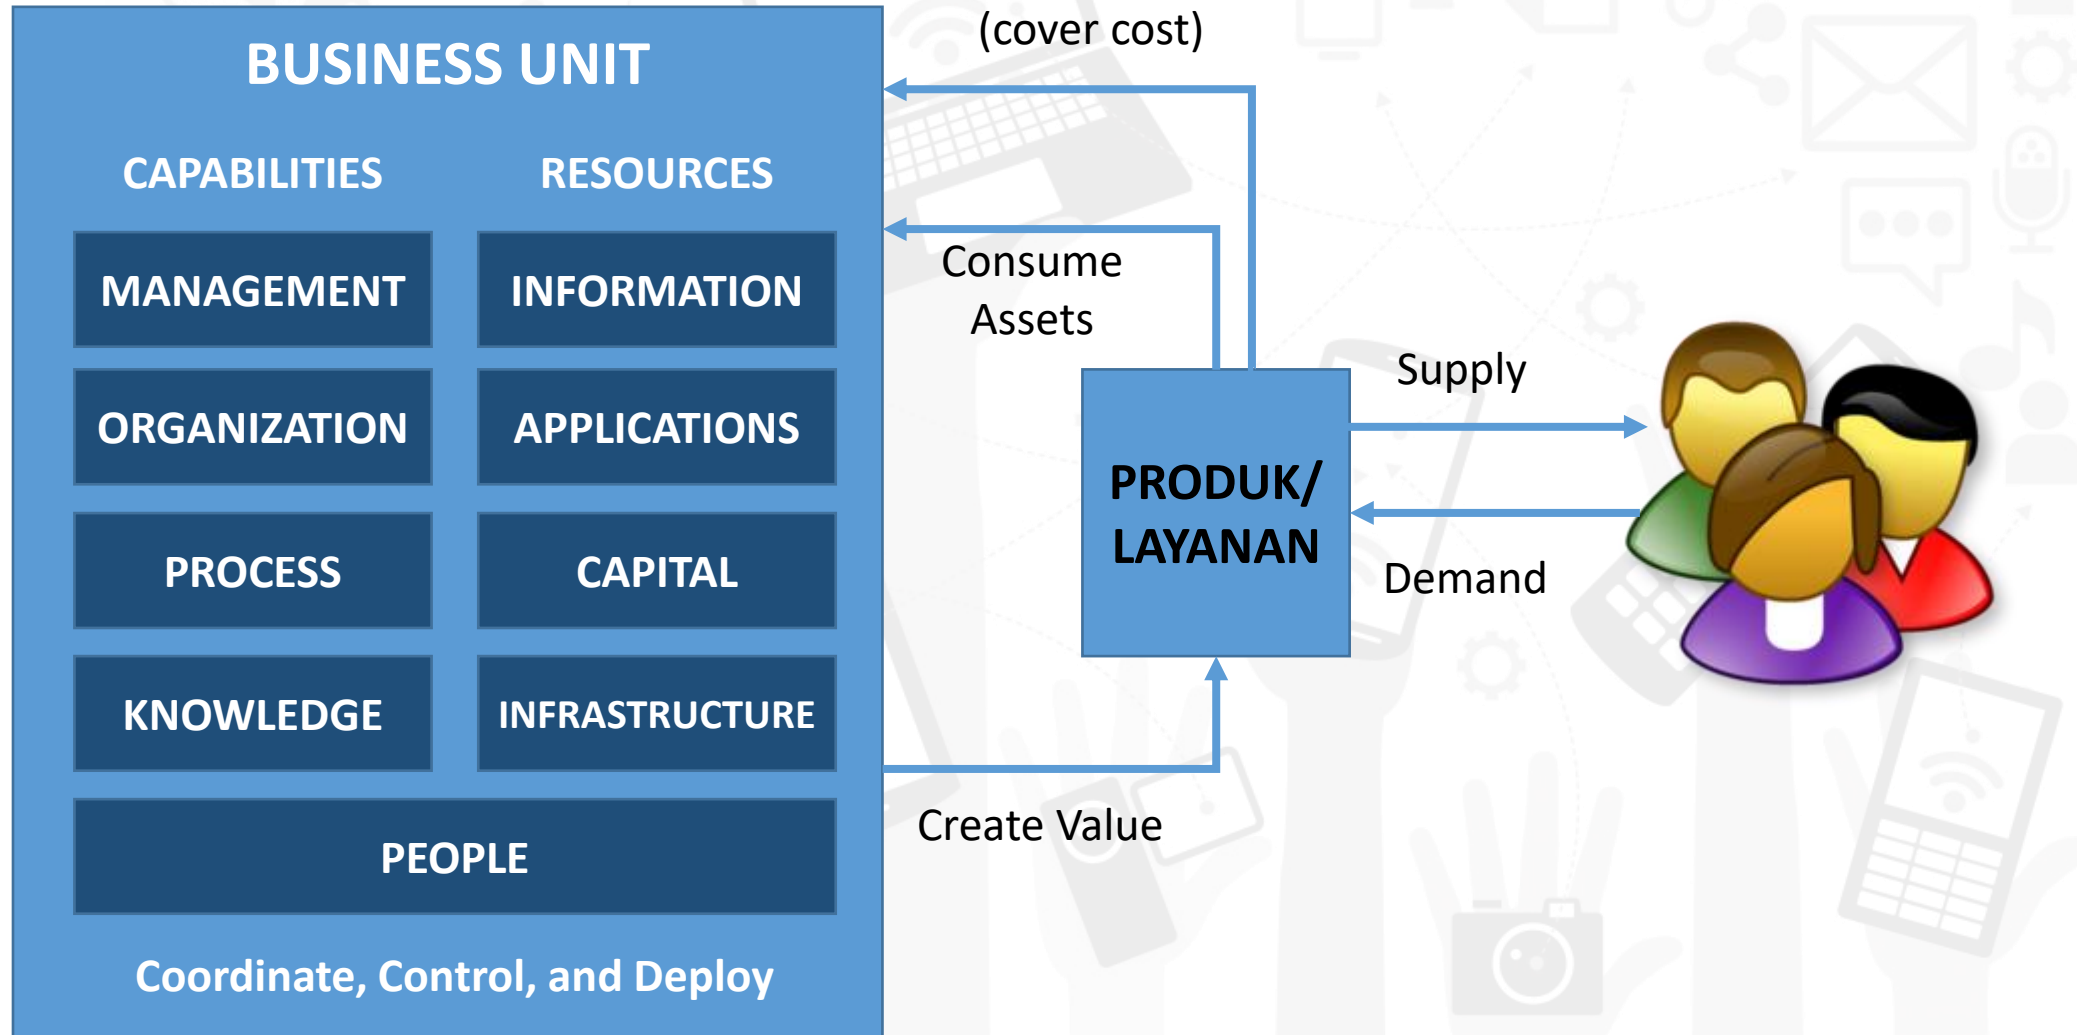 BUSINESS UNIT
CAPABILITIES
RESOURCES
MANAGEMENT
INFORMATION
ORGANIZATION
APPLICATIONS
PROCESS
CAPITAL
KNOWLEDGE
INFRASTRUCTURE
PEOPLE
Coordinate, Control, and Deploy
(cover cost)
Consume
Assets
PRODUK/
LAYANAN
Supply
Demand
Create Value